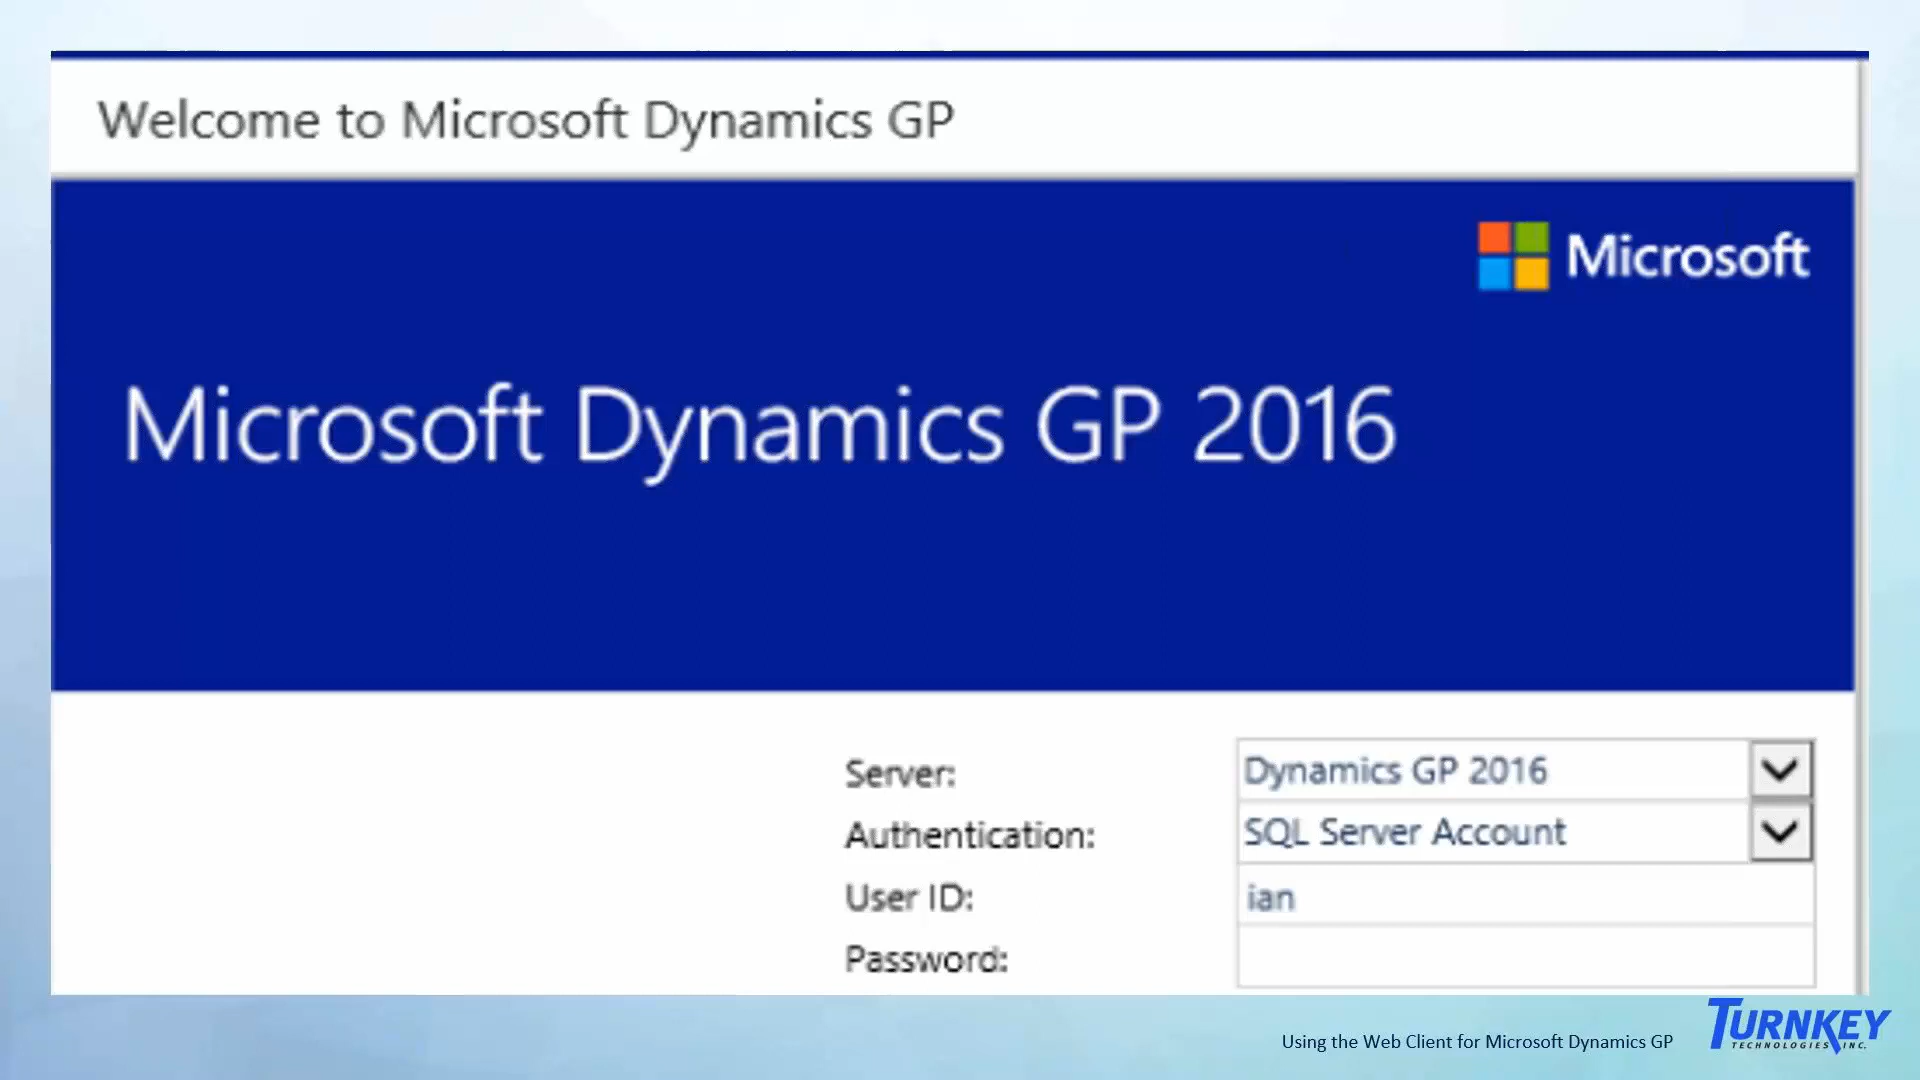 Welcome to Microsoft Dynamics GP
Microsoft
Microsoft Dynamics GP 2016
Server: Dynamics GP 2016
Authentication: SQL Server Account
User ID: ian
Password:
Using the Web Client for Microsoft Dynamics GP
TURNKEY
TECHNOLOGIES, INC.